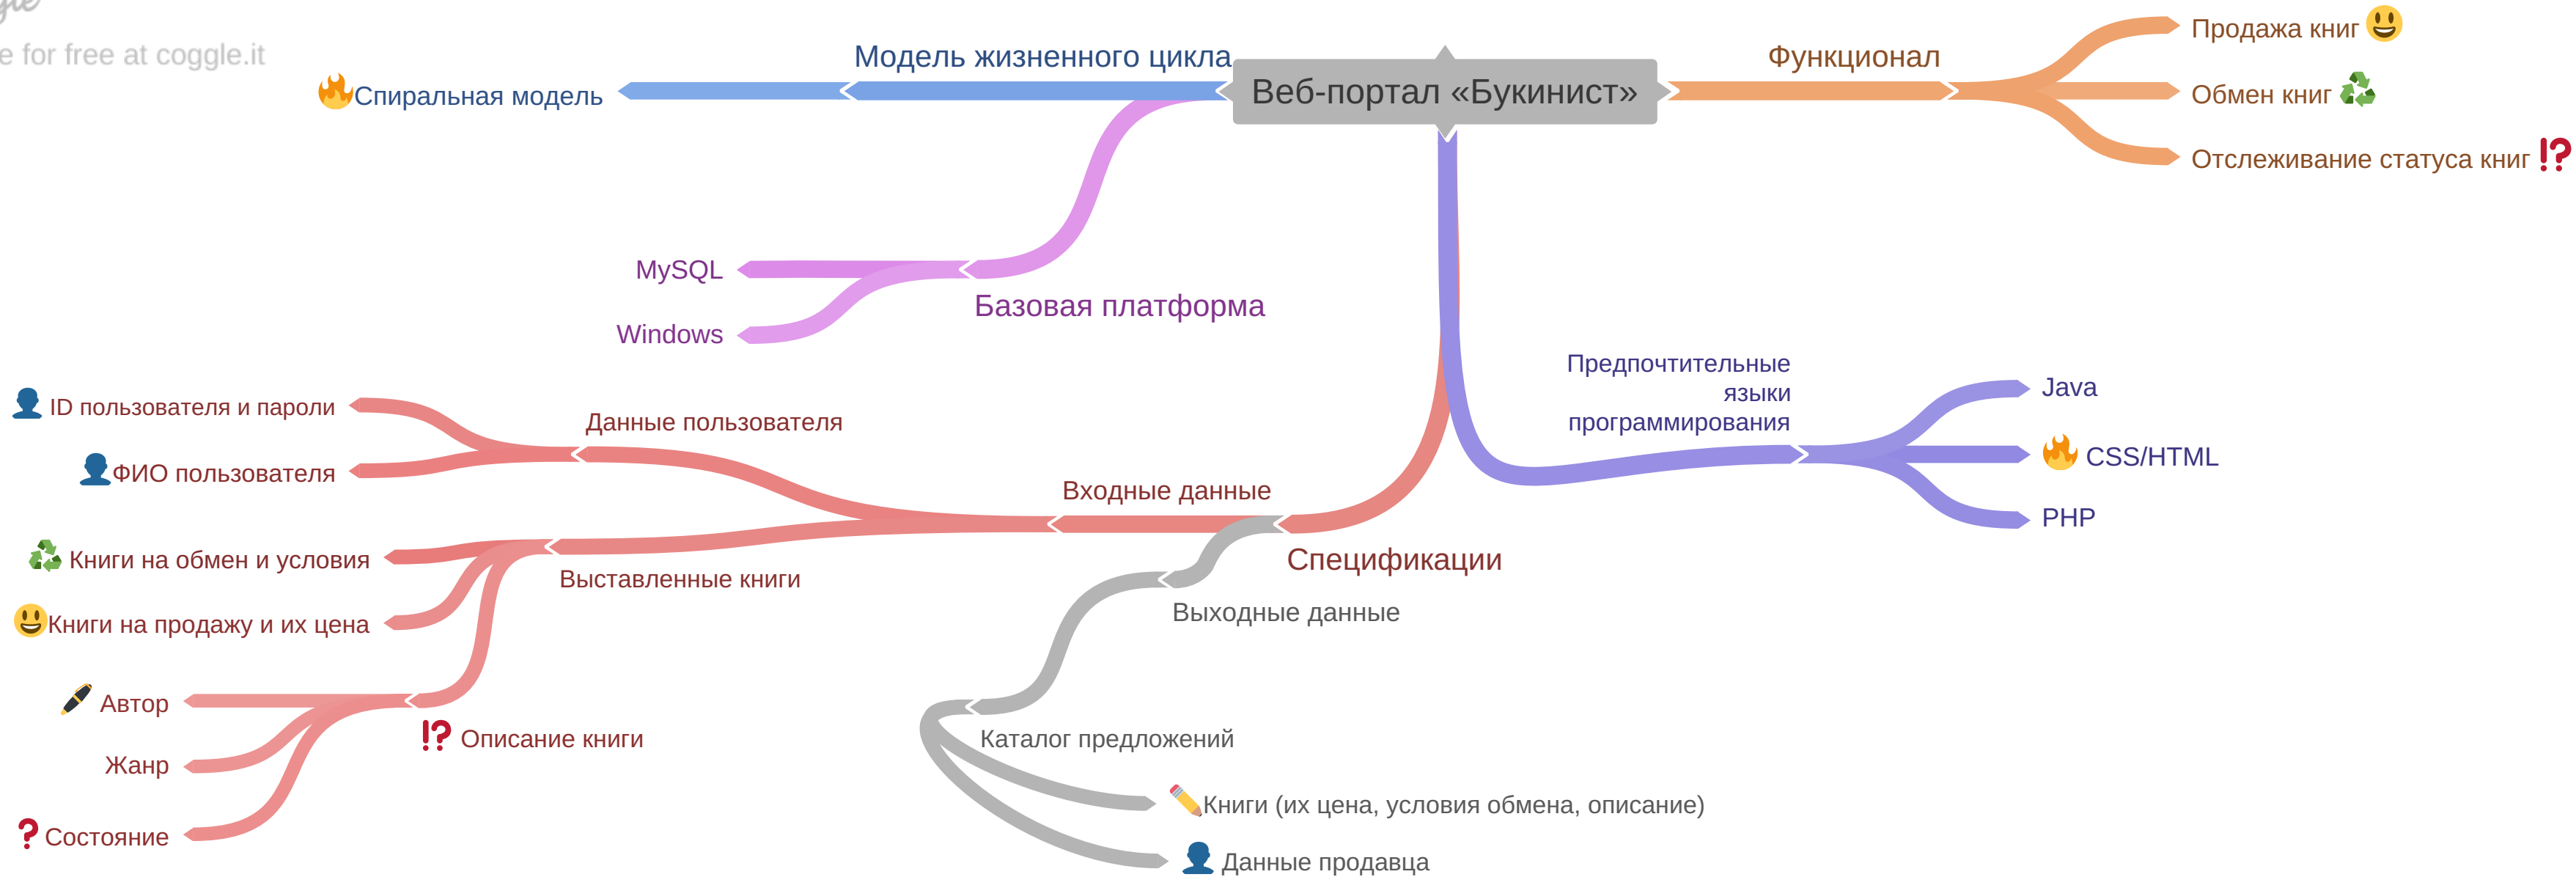 e for free at coggle.it
Модель жизненного цикла
🔥Спиральная модель
Веб-портал «Букинист»
Функционал
Продажа книг 😃
Обмен книг ♻
Отслеживание статуса книг ⁉
MySQL
Windows
Базовая платформа
Предпочтительные
языки
программирования
Java
🔥 CSS/HTML
PHP
👤 ID пользователя и пароли
👤ФИО пользователя
Данные пользователя
Входные данные
Спецификации
♻ Книги на обмен и условия
😃Книги на продажу и их цена
Выставленные книги
🖋 Автор
Жанр
❓Состояние
⁉ Описание книги
Выходные данные
Каталог предложений
✏Книги (их цена, условия обмена, описание)
👤 Данные продавца